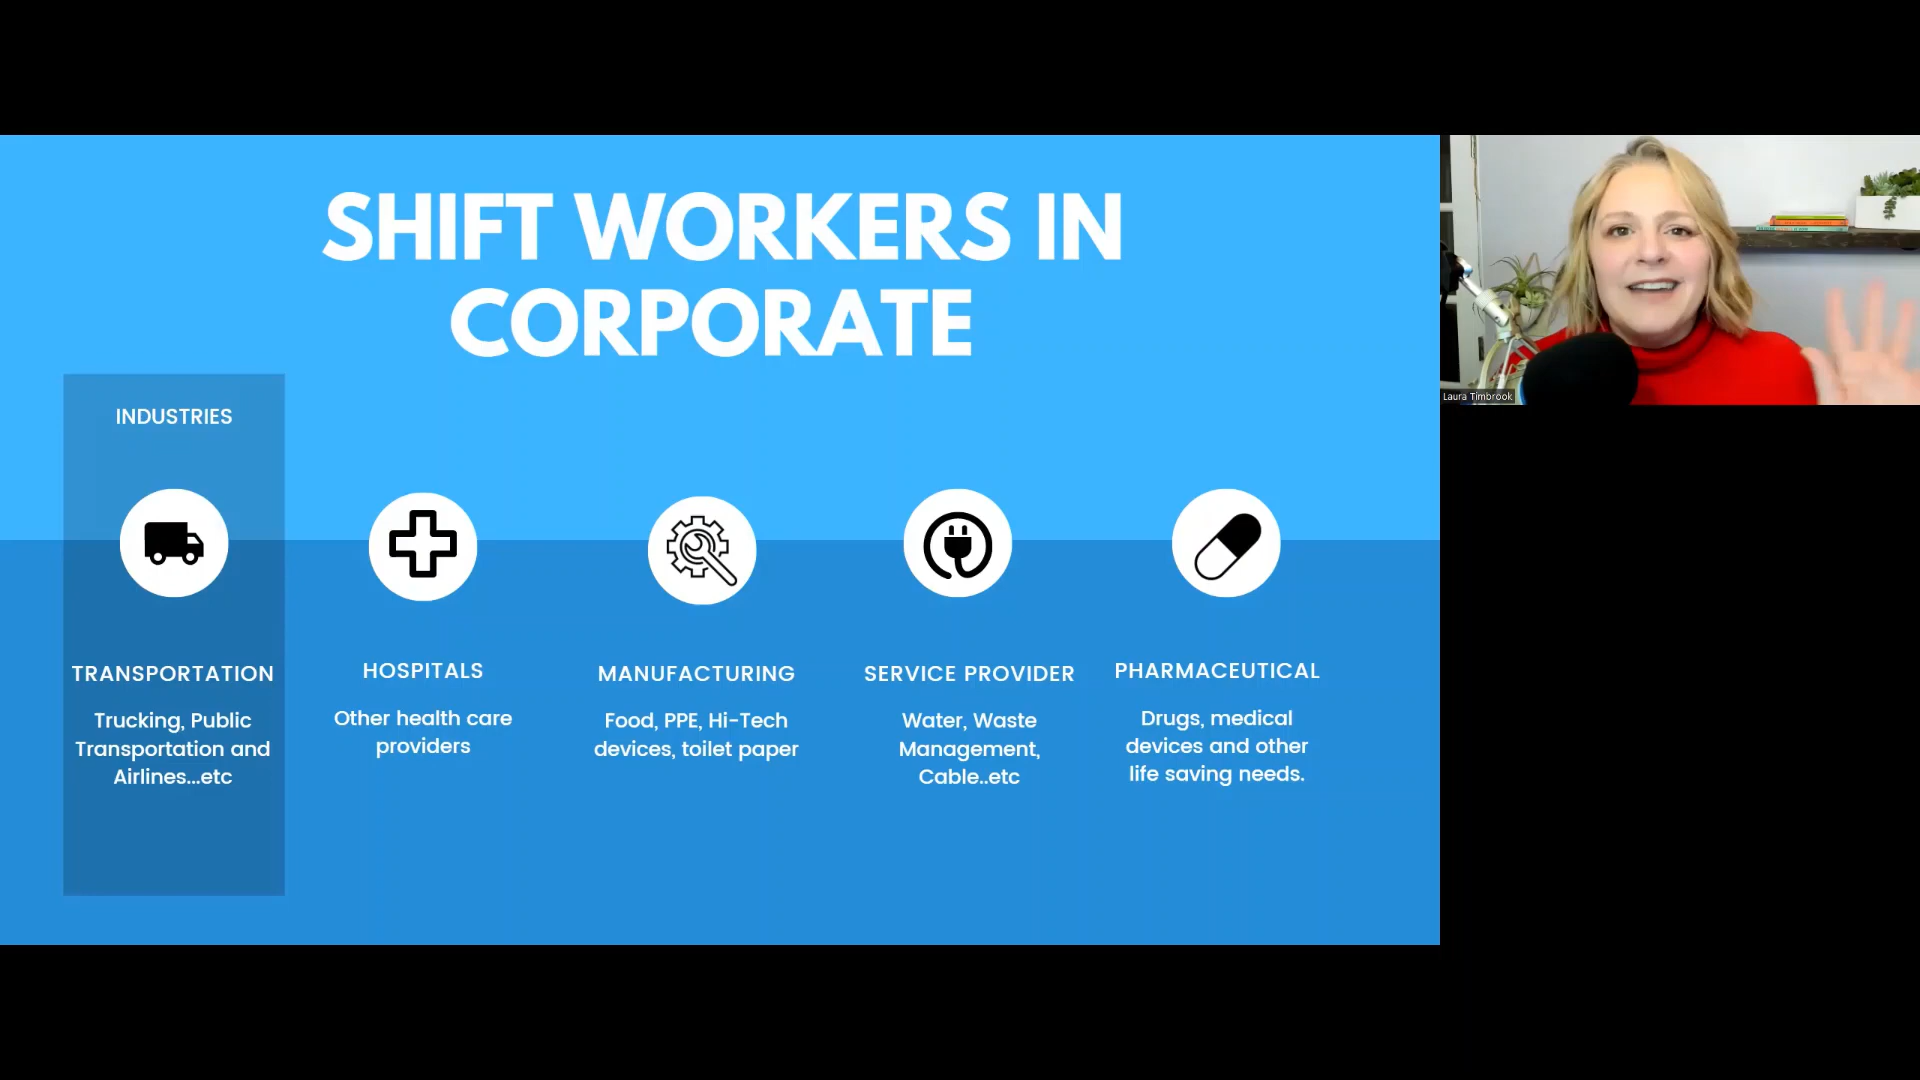 SHIFT WORKERS IN
CORPORATE
INDUSTRIES
TRANSPORTATION
Trucking, Public
Transportation and
Airlines...etc
HOSPITALS
Other health care
providers
MANUFACTURING
Food, PPE, Hi-Tech
devices, toilet paper
SERVICE PROVIDER
Water, Waste
Management,
Cable..etc
PHARMACEUTICAL
Drugs, medical
devices and other
life saving needs.
Laura Timbrook